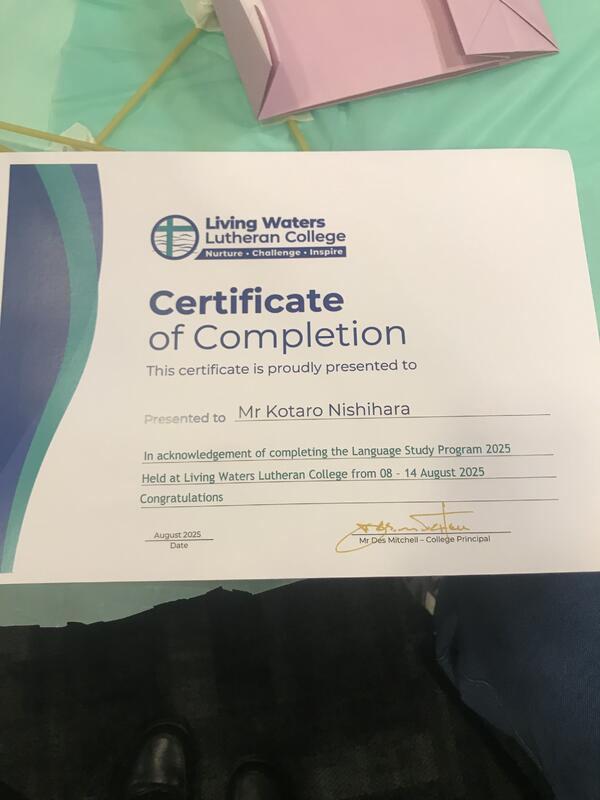 Living Waters
Lutheran College
Nurture • Challenge • Inspire
Certificate
of Completion
This certificate is proudly presented to
Presented to Mr Kotaro Nishihara
In acknowledgement of completing the Language Study Program 2025
Held at Living Waters Lutheran College from 08 - 14 August 2025
Congratulations
August 2025
Date
Mr Des Mitchell – College Principal